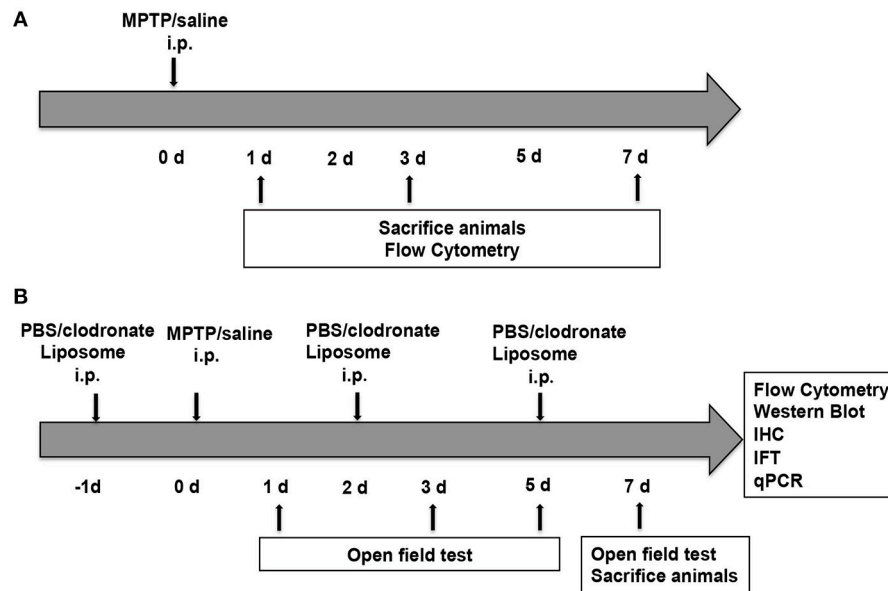 A
MPTP/saline
i.p.
0 d 1 d 2 d 3 d 5 d 7 d
Sacrifice animals
Flow Cytometry
B
PBS/clodronate
Liposome
i.p.
MPTP/saline
i.p.
PBS/clodronate
Liposome
i.p.
PBS/clodronate
Liposome
i.p.
Flow Cytometry
Western Blot
IHC
IFT
qPCR
-1d 0 d 1 d 2 d 3 d 5 d 7 d
Open field test
Open field test
Sacrifice animals